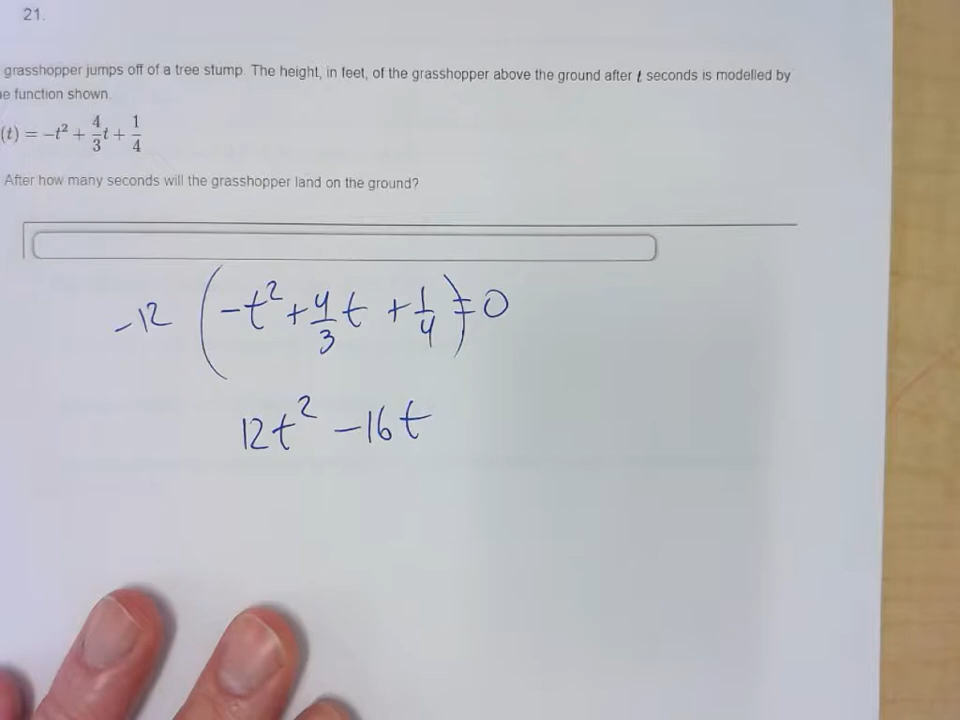 21.
grasshopper jumps off of a tree stump. The height, in feet, of the grasshopper above the ground after t seconds is modelled by
e function shown.
(t) = −t² + 4/3 t + 1/4
After how many seconds will the grasshopper land on the ground?
-12 (-t² + 4/3 t + 1/4) = 0
12t² - 16t